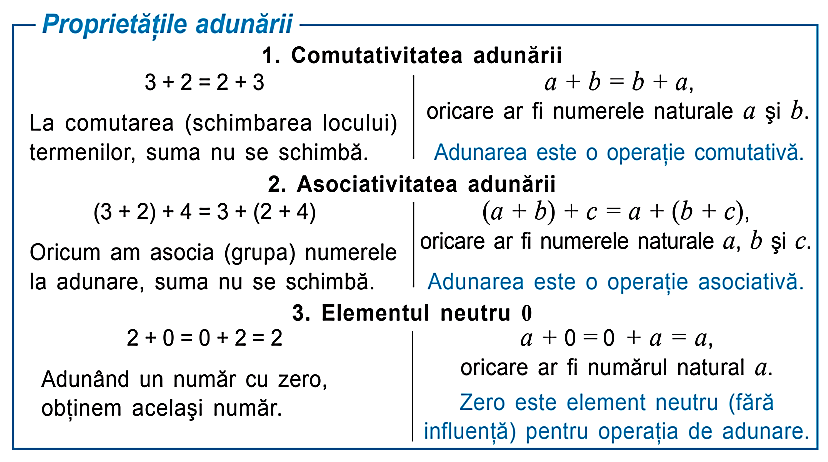 Proprietățile adunării
1. Comutativitatea adunării
3 + 2 = 2 + 3
La comutarea (schimbarea locului)
termenilor, suma nu se schimbă.
a + b = b + a,
oricare ar fi numerele naturale a şi b.
Adunarea este o operație comutativă.
2. Asociativitatea adunării
(3 + 2) + 4 = 3 + (2 + 4)
Oricum am asocia (grupa) numerele
la adunare, suma nu se schimbă.
(a + b) + c = a + (b + c),
oricare ar fi numerele naturale a, b şi c.
Adunarea este o operație asociativă.
3. Elementul neutru 0
2 + 0 = 0 + 2 = 2
Adunând un număr cu zero,
obținem acelaşi număr.
a + 0 = 0 + a = a,
oricare ar fi numărul natural a.
Zero este element neutru (fără
influență) pentru operația de adunare.